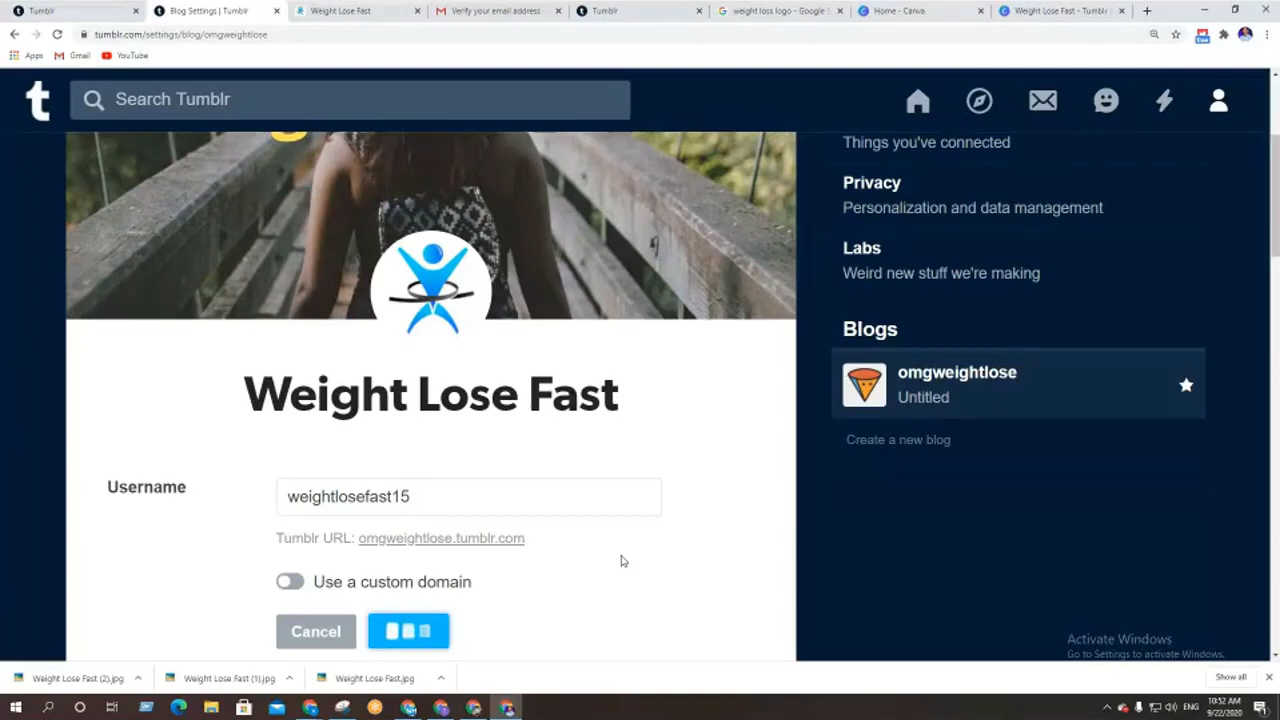 Tumblr
Blog Settings | Tumblr
Weight Lose Fast
Verify your email address -
Tumblr
weight loss logo - Google S
Home - Canva
Weight Lose Fast - Tumblr
tumblr.com/settings/blog/omgweightlose
Apps
Gmail
YouTube
t
Search Tumblr
Things you've connected
Privacy
Personalization and data management
Labs
Weird new stuff we're making
Blogs
omgweightlose
Untitled
Create a new blog
Weight Lose Fast
Username
weightlosefast15
Tumblr URL: omgweightlose.tumblr.com
Use a custom domain
Cancel
Activate Windows
Go to Settings to activate Windows.
Weight Lose Fast (2).jpg
Weight Lose Fast (1).jpg
Weight Lose Fast.jpg
Show all
ENG
10:52 AM
9/22/2020